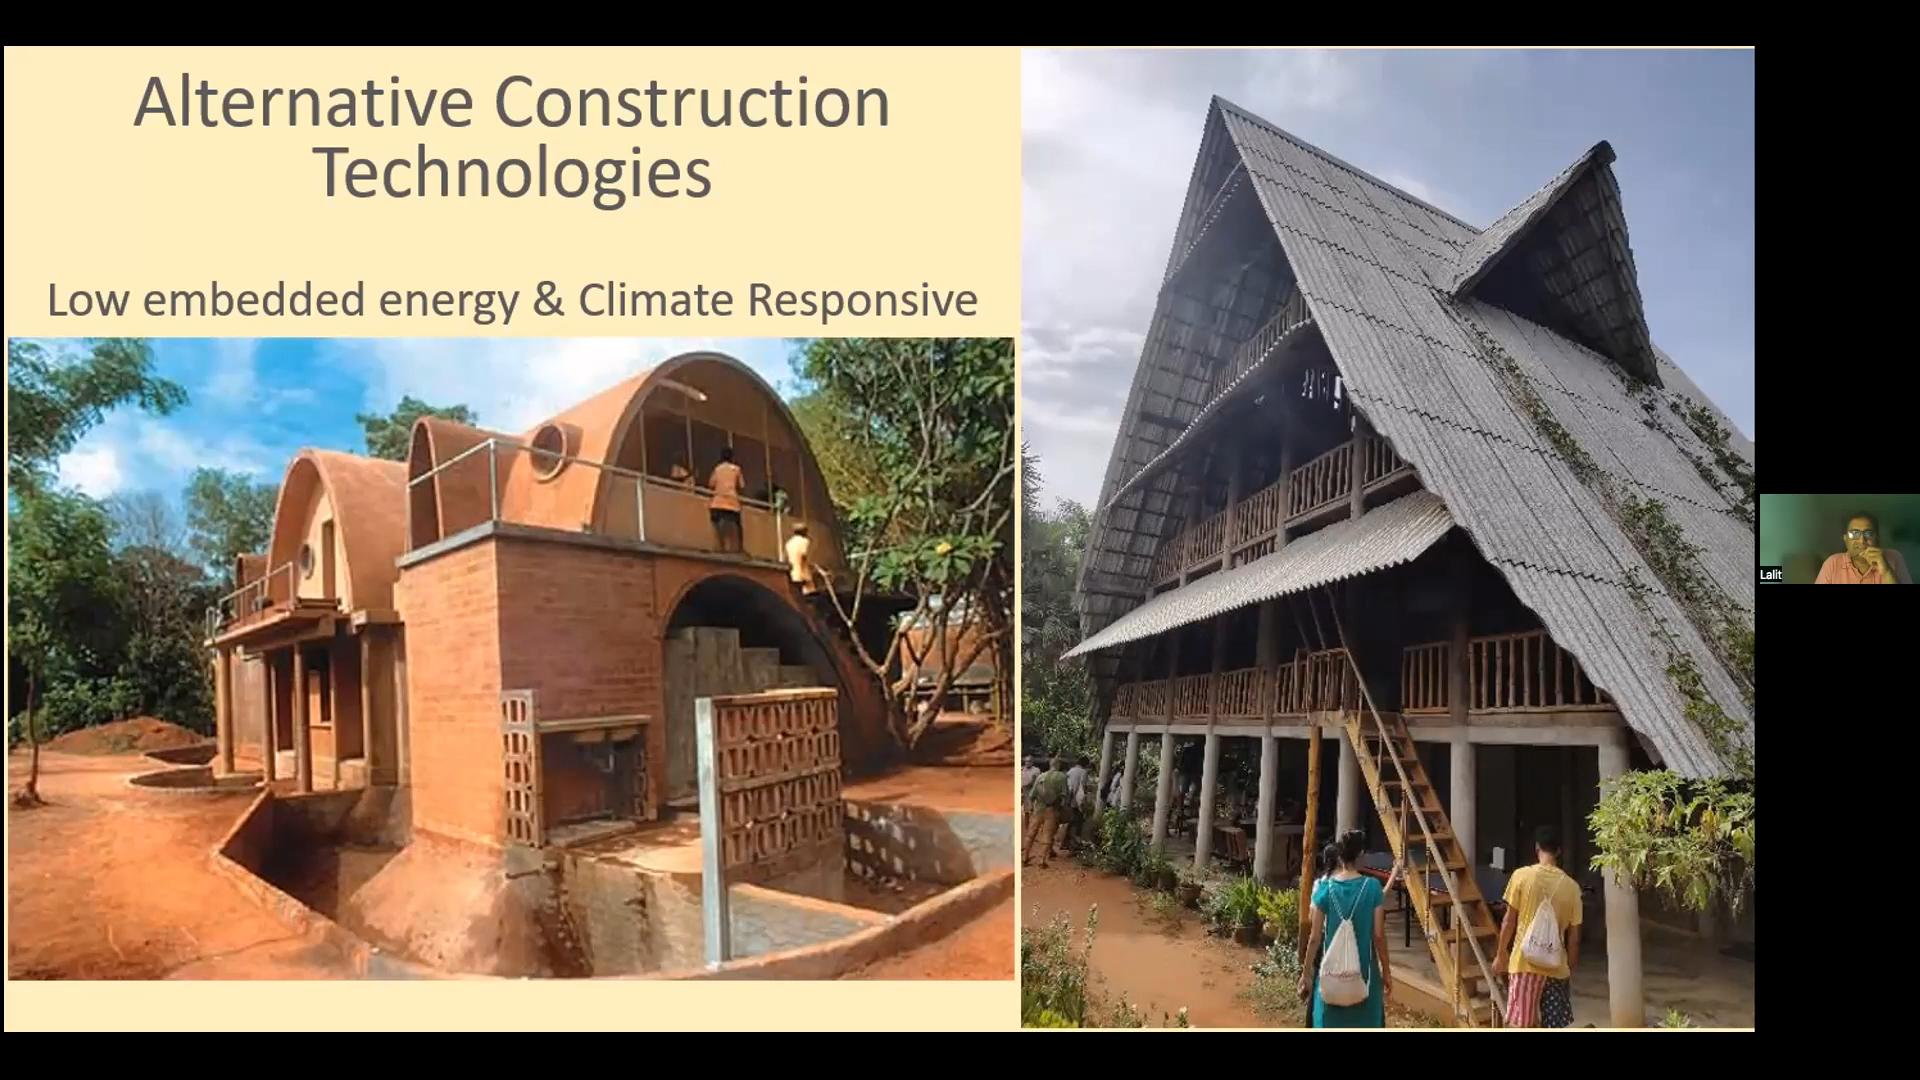 Alternative Construction
Technologies
Low embedded energy & Climate Responsive
Lalit